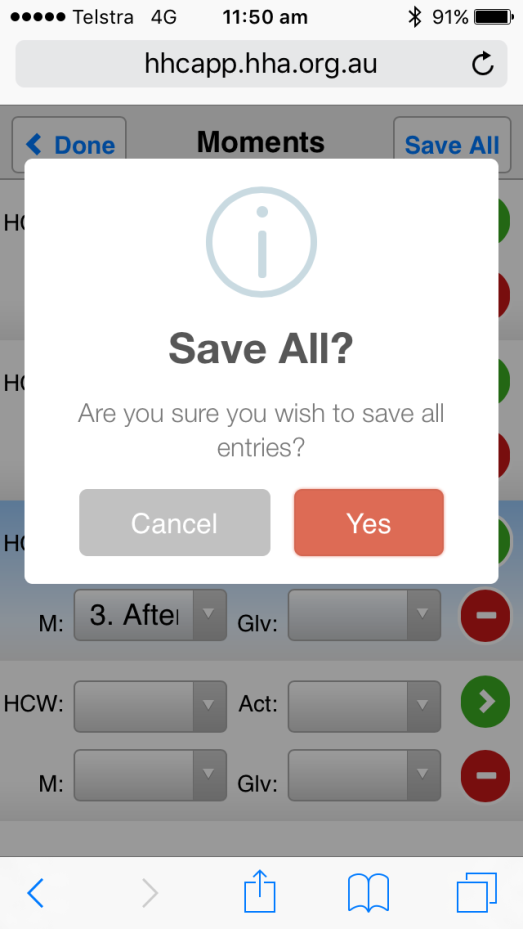 Telstra 4G 11:50 am 91%
hhcapp.hha.org.au
Done Moments Save All
Save All?
Are you sure you wish to save all
entries?
Cancel Yes
M: 3. After Glv:
HCW: Act:
M: Glv: